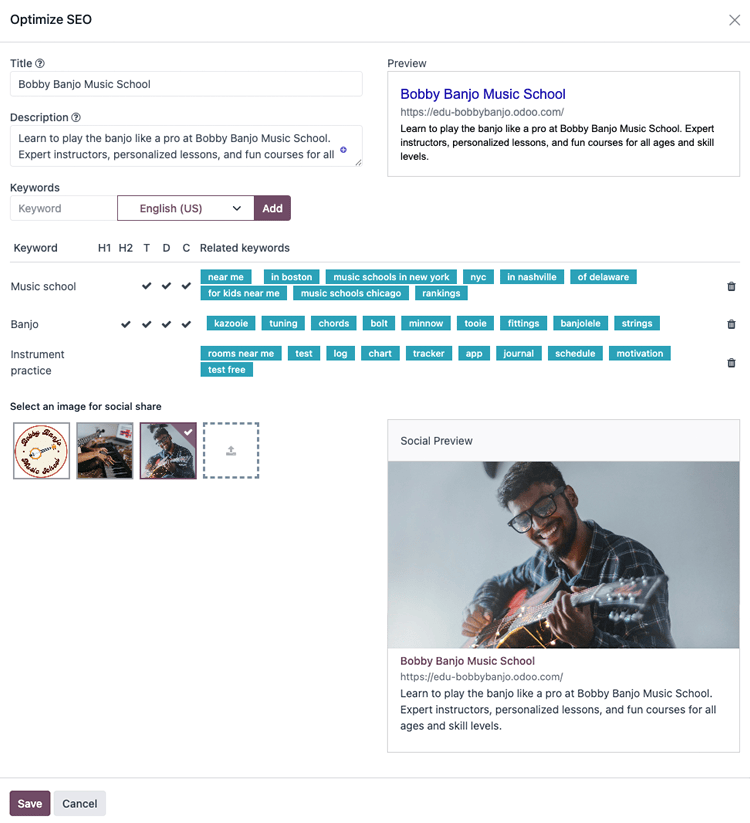 Optimize SEO
Title
Preview
Bobby Banjo Music School
Bobby Banjo Music School
https://edu-bobbybanjo.odoo.com/
Learn to play the banjo like a pro at Bobby Banjo Music School. Expert
instructors, personalized lessons, and fun courses for all ages and skill
levels.
Description
Learn to play the banjo like a pro at Bobby Banjo Music School.
Expert instructors, personalized lessons, and fun courses for all
Keywords
Keyword English (US) Add
Keyword H1 H2 T D C Related keywords
Music school
near me in boston music schools in new york nyc in nashville of delaware
for kids near me music schools chicago rankings
Banjo kazooie tuning chords bolt minnow tooie fittings banjolele strings
Instrument
practice
rooms near me test log chart tracker app journal schedule motivation
test free
Select an image for social share
Bobby Banjo
Music School
Social Preview
Bobby Banjo Music School
https://edu-bobbybanjo.odoo.com/
Learn to play the banjo like a pro at Bobby Banjo Music School.
Expert instructors, personalized lessons, and fun courses for all
ages and skill levels.
Save Cancel